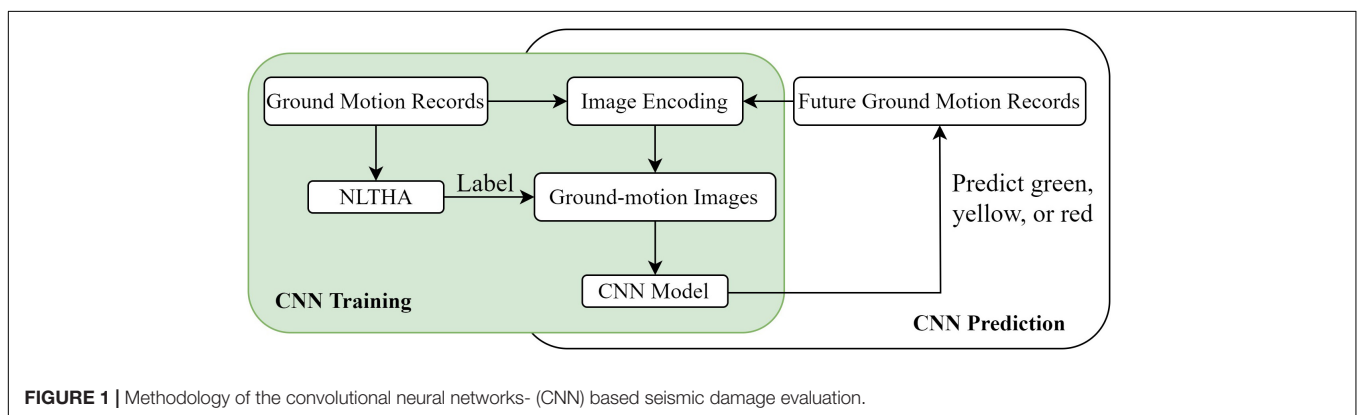 Ground Motion Records
Image Encoding
Future Ground Motion Records
NLTHA
Label
Ground-motion Images
Predict green,
yellow, or red
CNN Model
CNN Training
CNN Prediction
FIGURE 1 | Methodology of the convolutional neural networks- (CNN) based seismic damage evaluation.